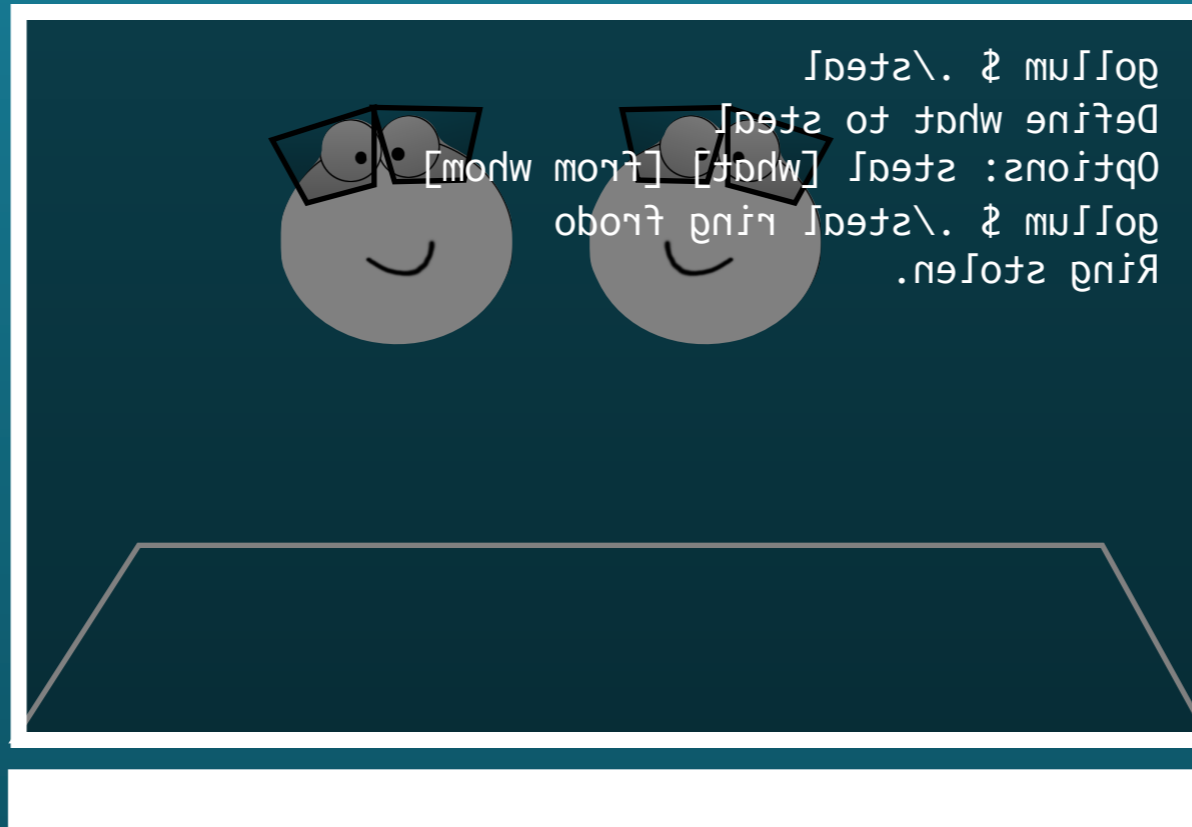 gollum $ ./steal
Define what to steal
Options: steal [what] [from whom]
gollum $ ./steal ring frodo
Ring stolen.